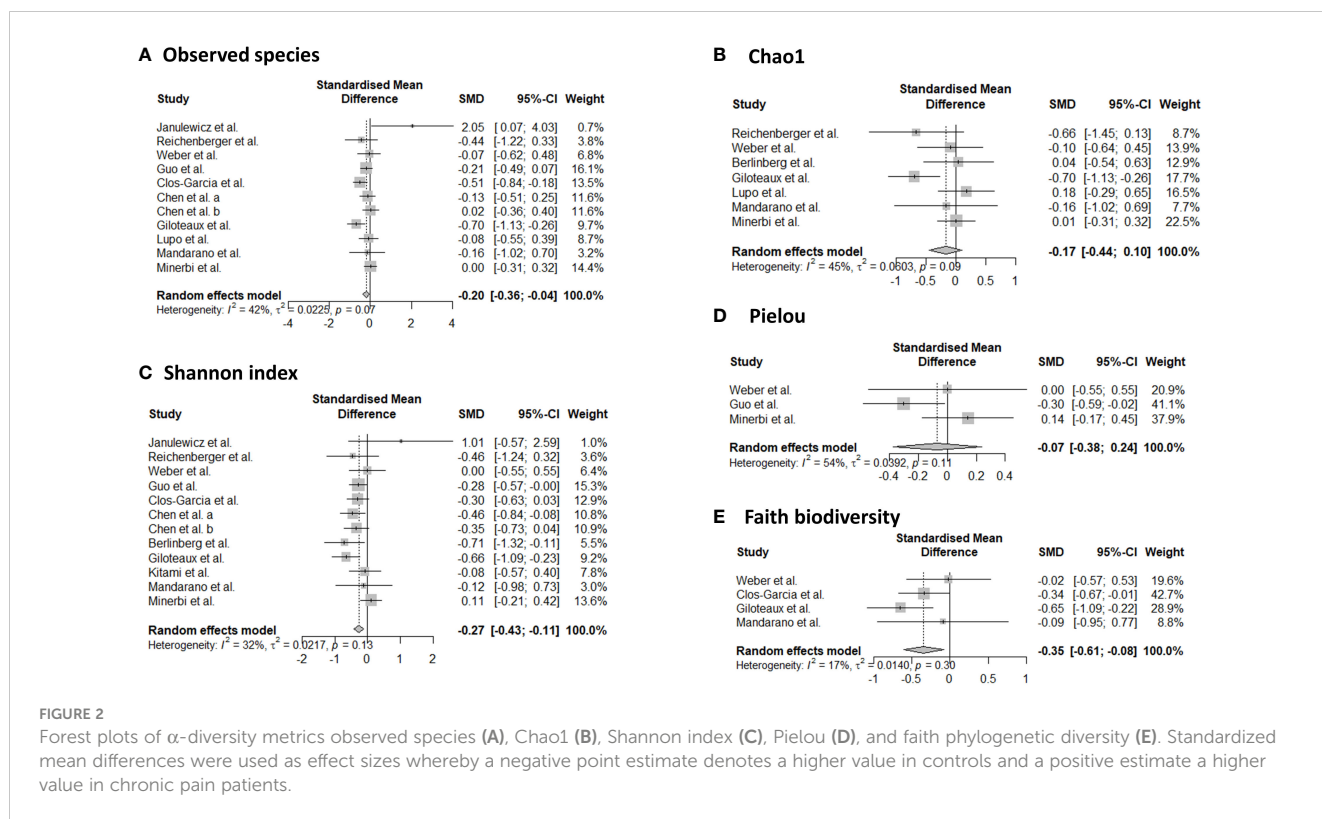 A Observed species
Standardised Mean
Study Difference SMD 95%-CI Weight
Janulewicz et al. 2.05 [ 0.07; 4.03] 0.7%
Reichenberger et al. -0.44 [-1.22; 0.33] 3.8%
Weber et al. -0.07 [-0.62; 0.48] 6.8%
Guo et al. -0.21 [-0.49; 0.07] 16.1%
Clos-Garcia et al. -0.51 [-0.84; -0.18] 13.5%
Chen et al. a -0.13 [-0.51; 0.25] 11.6%
Chen et al. b 0.02 [-0.36; 0.40] 11.6%
Giloteaux et al. -0.70 [-1.13; -0.26] 9.7%
Lupo et al. -0.08 [-0.55; 0.39] 8.7%
Mandarano et al. -0.16 [-1.02; 0.70] 3.2%
Minerbi et al. 0.00 [-0.31; 0.32] 14.4%
Random effects model -0.20 [-0.36; -0.04] 100.0%
Heterogeneity: I² = 42%, τ² = 0.0225, p = 0.07
-4 -2 0 2 4
B Chao1
Standardised Mean
Study Difference SMD 95%-CI Weight
Reichenberger et al. -0.66 [-1.45; 0.13] 8.7%
Weber et al. -0.10 [-0.64; 0.45] 13.9%
Berlinberg et al. 0.04 [-0.54; 0.63] 12.9%
Giloteaux et al. -0.70 [-1.13; -0.26] 17.7%
Lupo et al. 0.18 [-0.29; 0.65] 16.5%
Mandarano et al. -0.16 [-1.02; 0.69] 7.7%
Minerbi et al. 0.01 [-0.31; 0.32] 22.5%
Random effects model -0.17 [-0.44; 0.10] 100.0%
Heterogeneity: I² = 45%, τ² = 0.0603, p = 0.09
-1 -0.5 0 0.5 1
C Shannon index
Standardised Mean
Study Difference SMD 95%-CI Weight
Janulewicz et al. 1.01 [-0.57; 2.59] 1.0%
Reichenberger et al. -0.46 [-1.24; 0.32] 3.6%
Weber et al. 0.00 [-0.55; 0.55] 6.4%
Guo et al. -0.28 [-0.57; -0.00] 15.3%
Clos-Garcia et al. -0.30 [-0.63; 0.03] 12.9%
Chen et al. a -0.46 [-0.84; -0.08] 10.8%
Chen et al. b -0.35 [-0.73; 0.04] 10.9%
Berlinberg et al. -0.71 [-1.32; -0.11] 5.5%
Giloteaux et al. -0.66 [-1.09; -0.23] 9.2%
Kitami et al. -0.08 [-0.57; 0.40] 7.8%
Mandarano et al. -0.12 [-0.98; 0.73] 3.0%
Minerbi et al. 0.11 [-0.21; 0.42] 13.6%
Random effects model -0.27 [-0.43; -0.11] 100.0%
Heterogeneity: I² = 32%, τ² = 0.0217, p = 0.13
-2 -1 0 1 2
D Pielou
Standardised Mean
Study Difference SMD 95%-CI Weight
Weber et al. 0.00 [-0.55; 0.55] 20.9%
Guo et al. -0.30 [-0.59; -0.02] 41.1%
Minerbi et al. 0.14 [-0.17; 0.45] 37.9%
Random effects model -0.07 [-0.38; 0.24] 100.0%
Heterogeneity: I² = 54%, τ² = 0.0392, p = 0.11
-0.4 -0.2 0 0.2 0.4
E Faith biodiversity
Standardised Mean
Study Difference SMD 95%-CI Weight
Weber et al. -0.02 [-0.57; 0.53] 19.6%
Clos-Garcia et al. -0.34 [-0.67; -0.01] 42.7%
Giloteaux et al. -0.65 [-1.09; -0.22] 28.9%
Mandarano et al. -0.09 [-0.95; 0.77] 8.8%
Random effects model -0.35 [-0.61; -0.08] 100.0%
Heterogeneity: I² = 17%, τ² = 0.0140, p = 0.30
-1 -0.5 0 0.5 1
FIGURE 2
Forest plots of α-diversity metrics observed species (A), Chao1 (B), Shannon index (C), Pielou (D), and faith phylogenetic diversity (E). Standardized
mean differences were used as effect sizes whereby a negative point estimate denotes a higher value in controls and a positive estimate a higher
value in chronic pain patients.